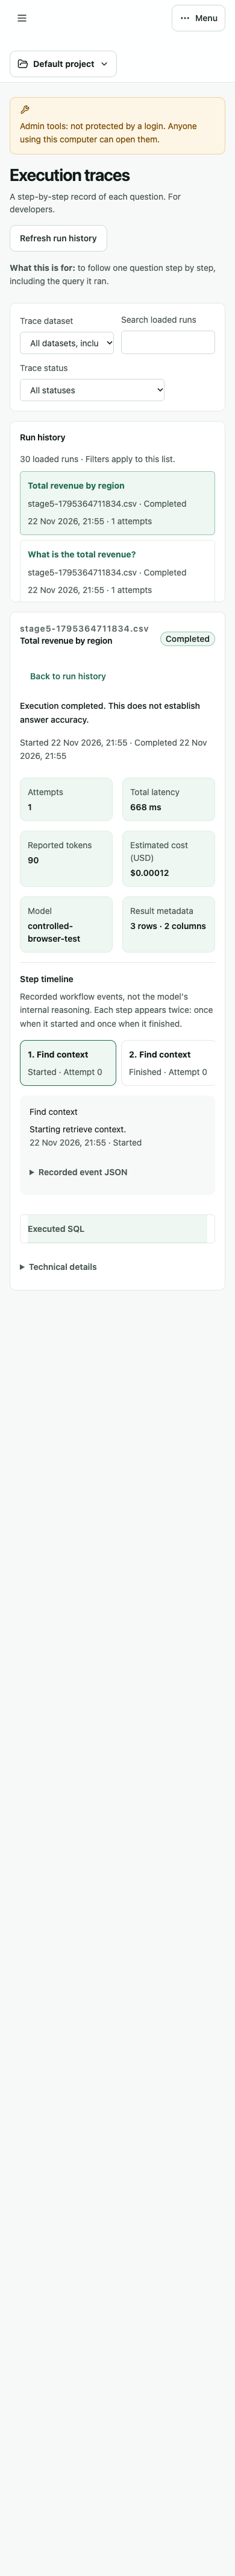 Menu
Default project
Admin tools: not protected by a login. Anyone
using this computer can open them.
Execution traces
A step-by-step record of each question. For
developers.
Refresh run history
What this is for: to follow one question step by step,
including the query it ran.
Trace dataset
Search loaded runs
All datasets, inclu
Trace status
All statuses
Run history
30 loaded runs · Filters apply to this list.
Total revenue by region
stage5-1795364711834.csv · Completed
22 Nov 2026, 21:55 · 1 attempts
What is the total revenue?
stage5-1795364711834.csv · Completed
22 Nov 2026, 21:55 · 1 attempts
stage5-1795364711834.csv
Total revenue by region
Completed
Back to run history
Execution completed. This does not establish
answer accuracy.
Started 22 Nov 2026, 21:55 · Completed 22 Nov
2026, 21:55
Attempts
1
Total latency
668 ms
Reported tokens
90
Estimated cost
(USD)
$0.00012
Model
controlled-
browser-test
Result metadata
3 rows · 2 columns
Step timeline
Recorded workflow events, not the model's
internal reasoning. Each step appears twice: once
when it started and once when it finished.
1. Find context
Started · Attempt 0
2. Find context
Finished · Attempt 0
Find context
Starting retrieve context.
22 Nov 2026, 21:55 · Started
Recorded event JSON
Executed SQL
Technical details